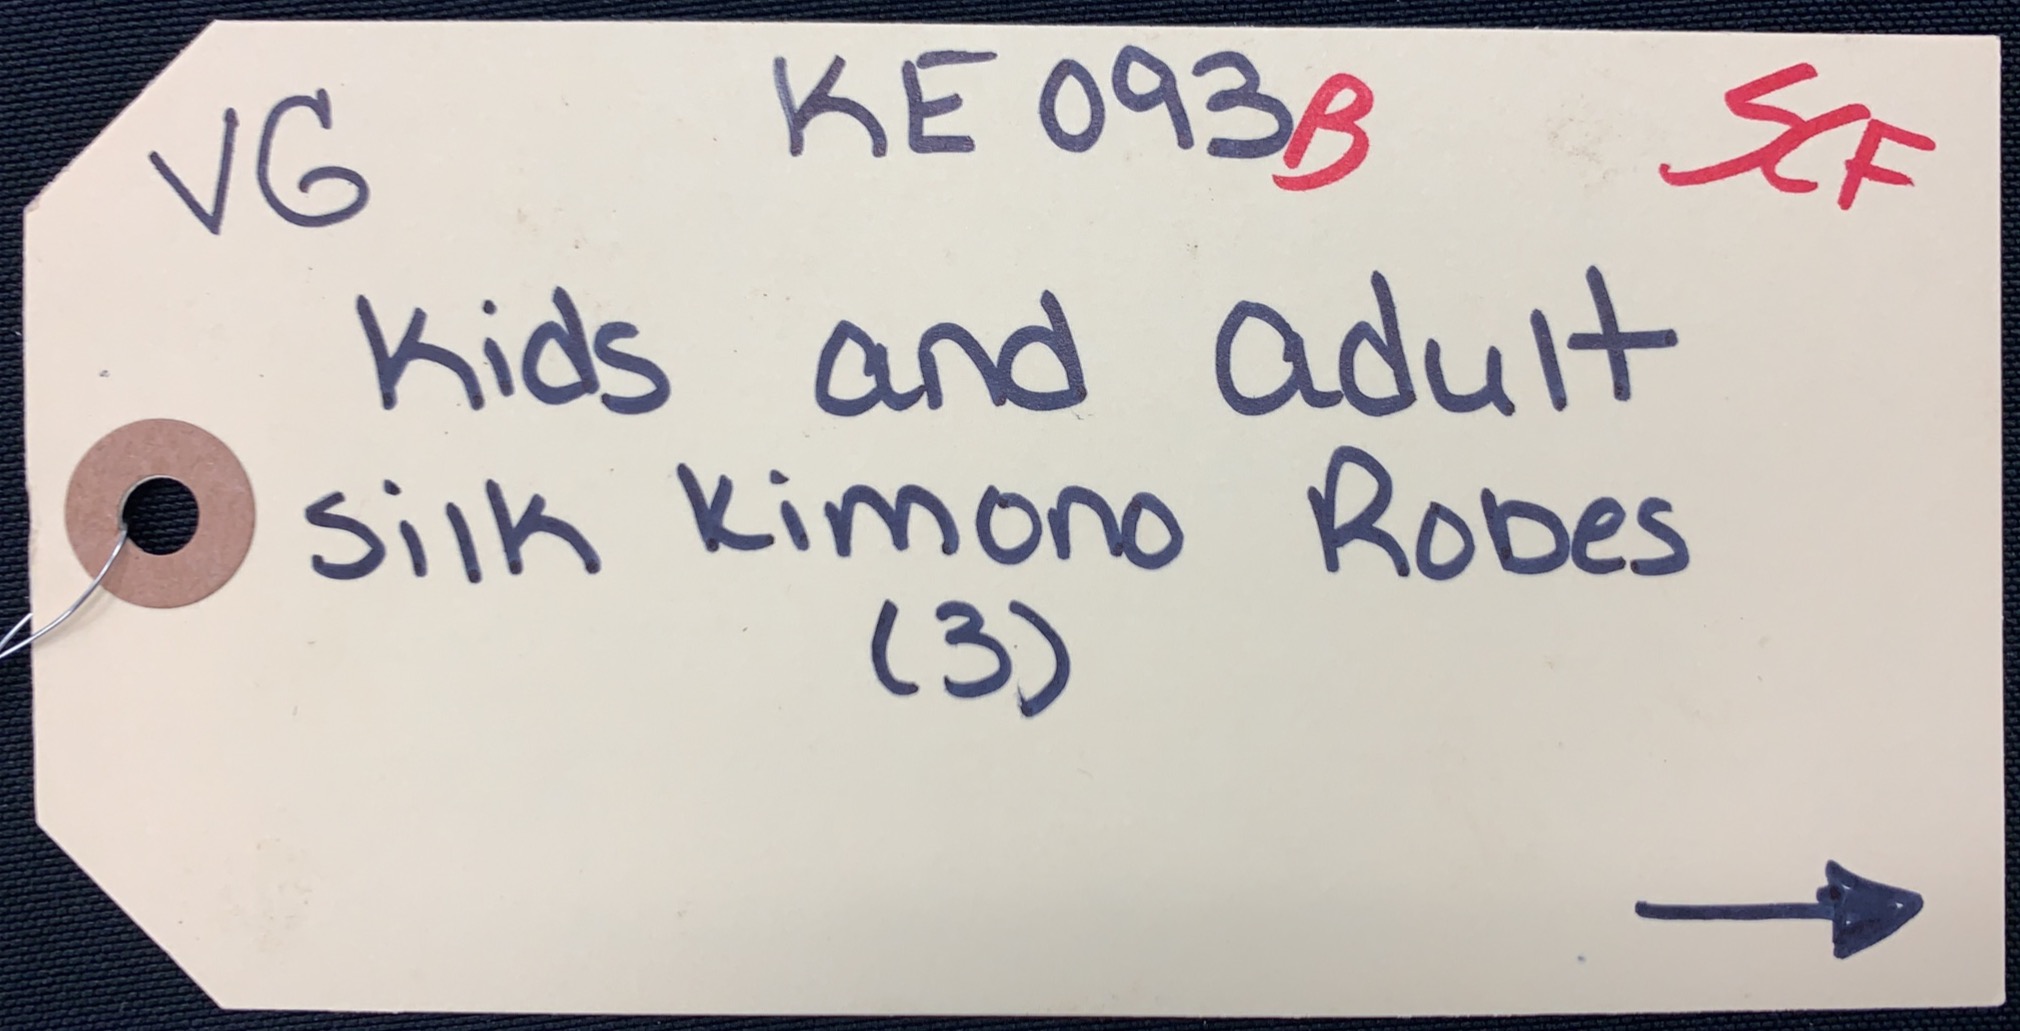 VG KE093B SCF
Kids and adult
silk kimono Robes
(3)